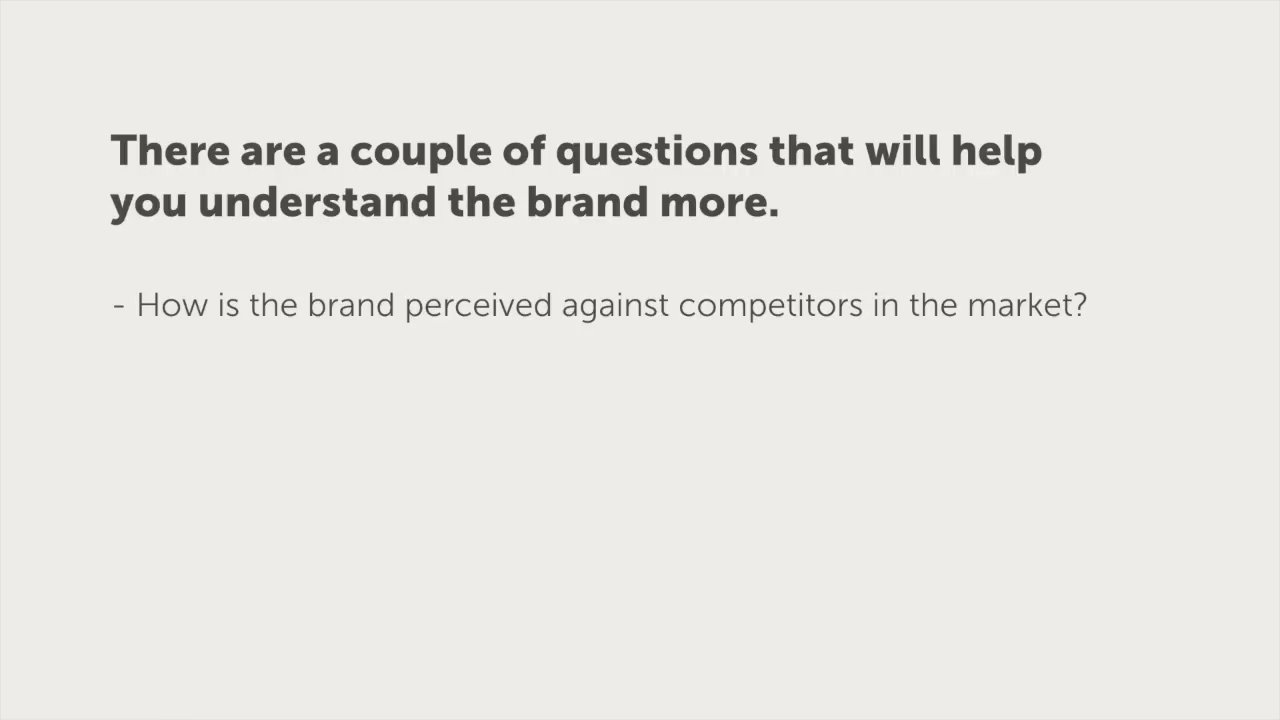 There are a couple of questions that will help
you understand the brand more.
- How is the brand perceived against competitors in the market?